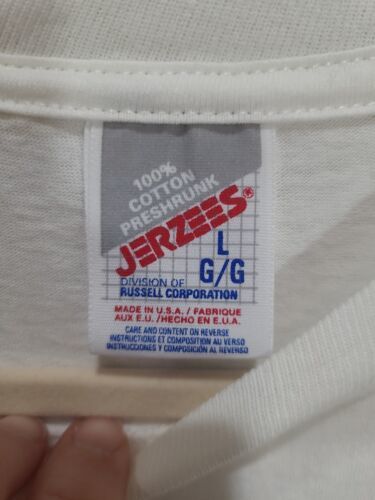 100%
COTTON
PRESHRUNK
JERZEES®
L
G/G
DIVISION OF
RUSSELL CORPORATION
MADE IN U.S.A. / FABRIQUE
AUX E.U. / HECHO EN E.U.A.
CARE AND CONTENT ON REVERSE
INSTRUCTIONS ET COMPOSITION AU VERSO
INSTRUCCIONES Y COMPOSICIÓN AL REVERSO